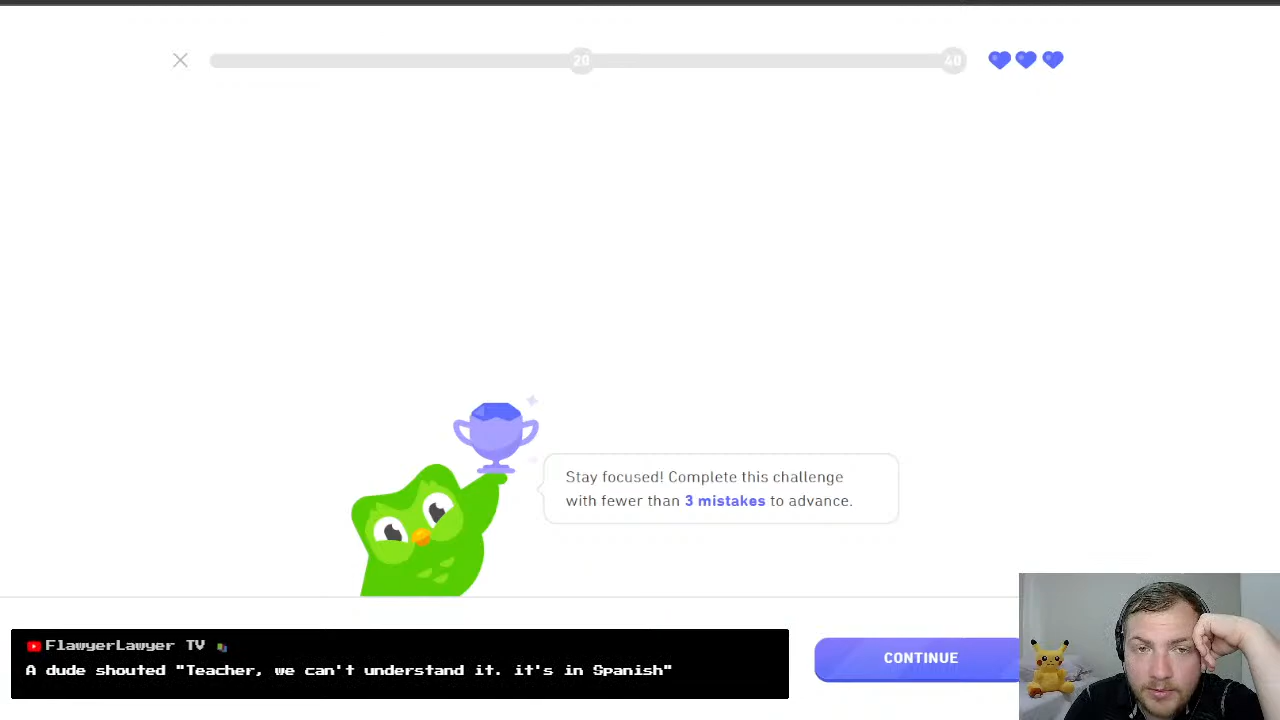 20
40
Stay focused! Complete this challenge
with fewer than 3 mistakes to advance.
FlawyerLawyer TV
A dude shouted "Teacher, we can't understand it. it's in Spanish"
CONTINUE